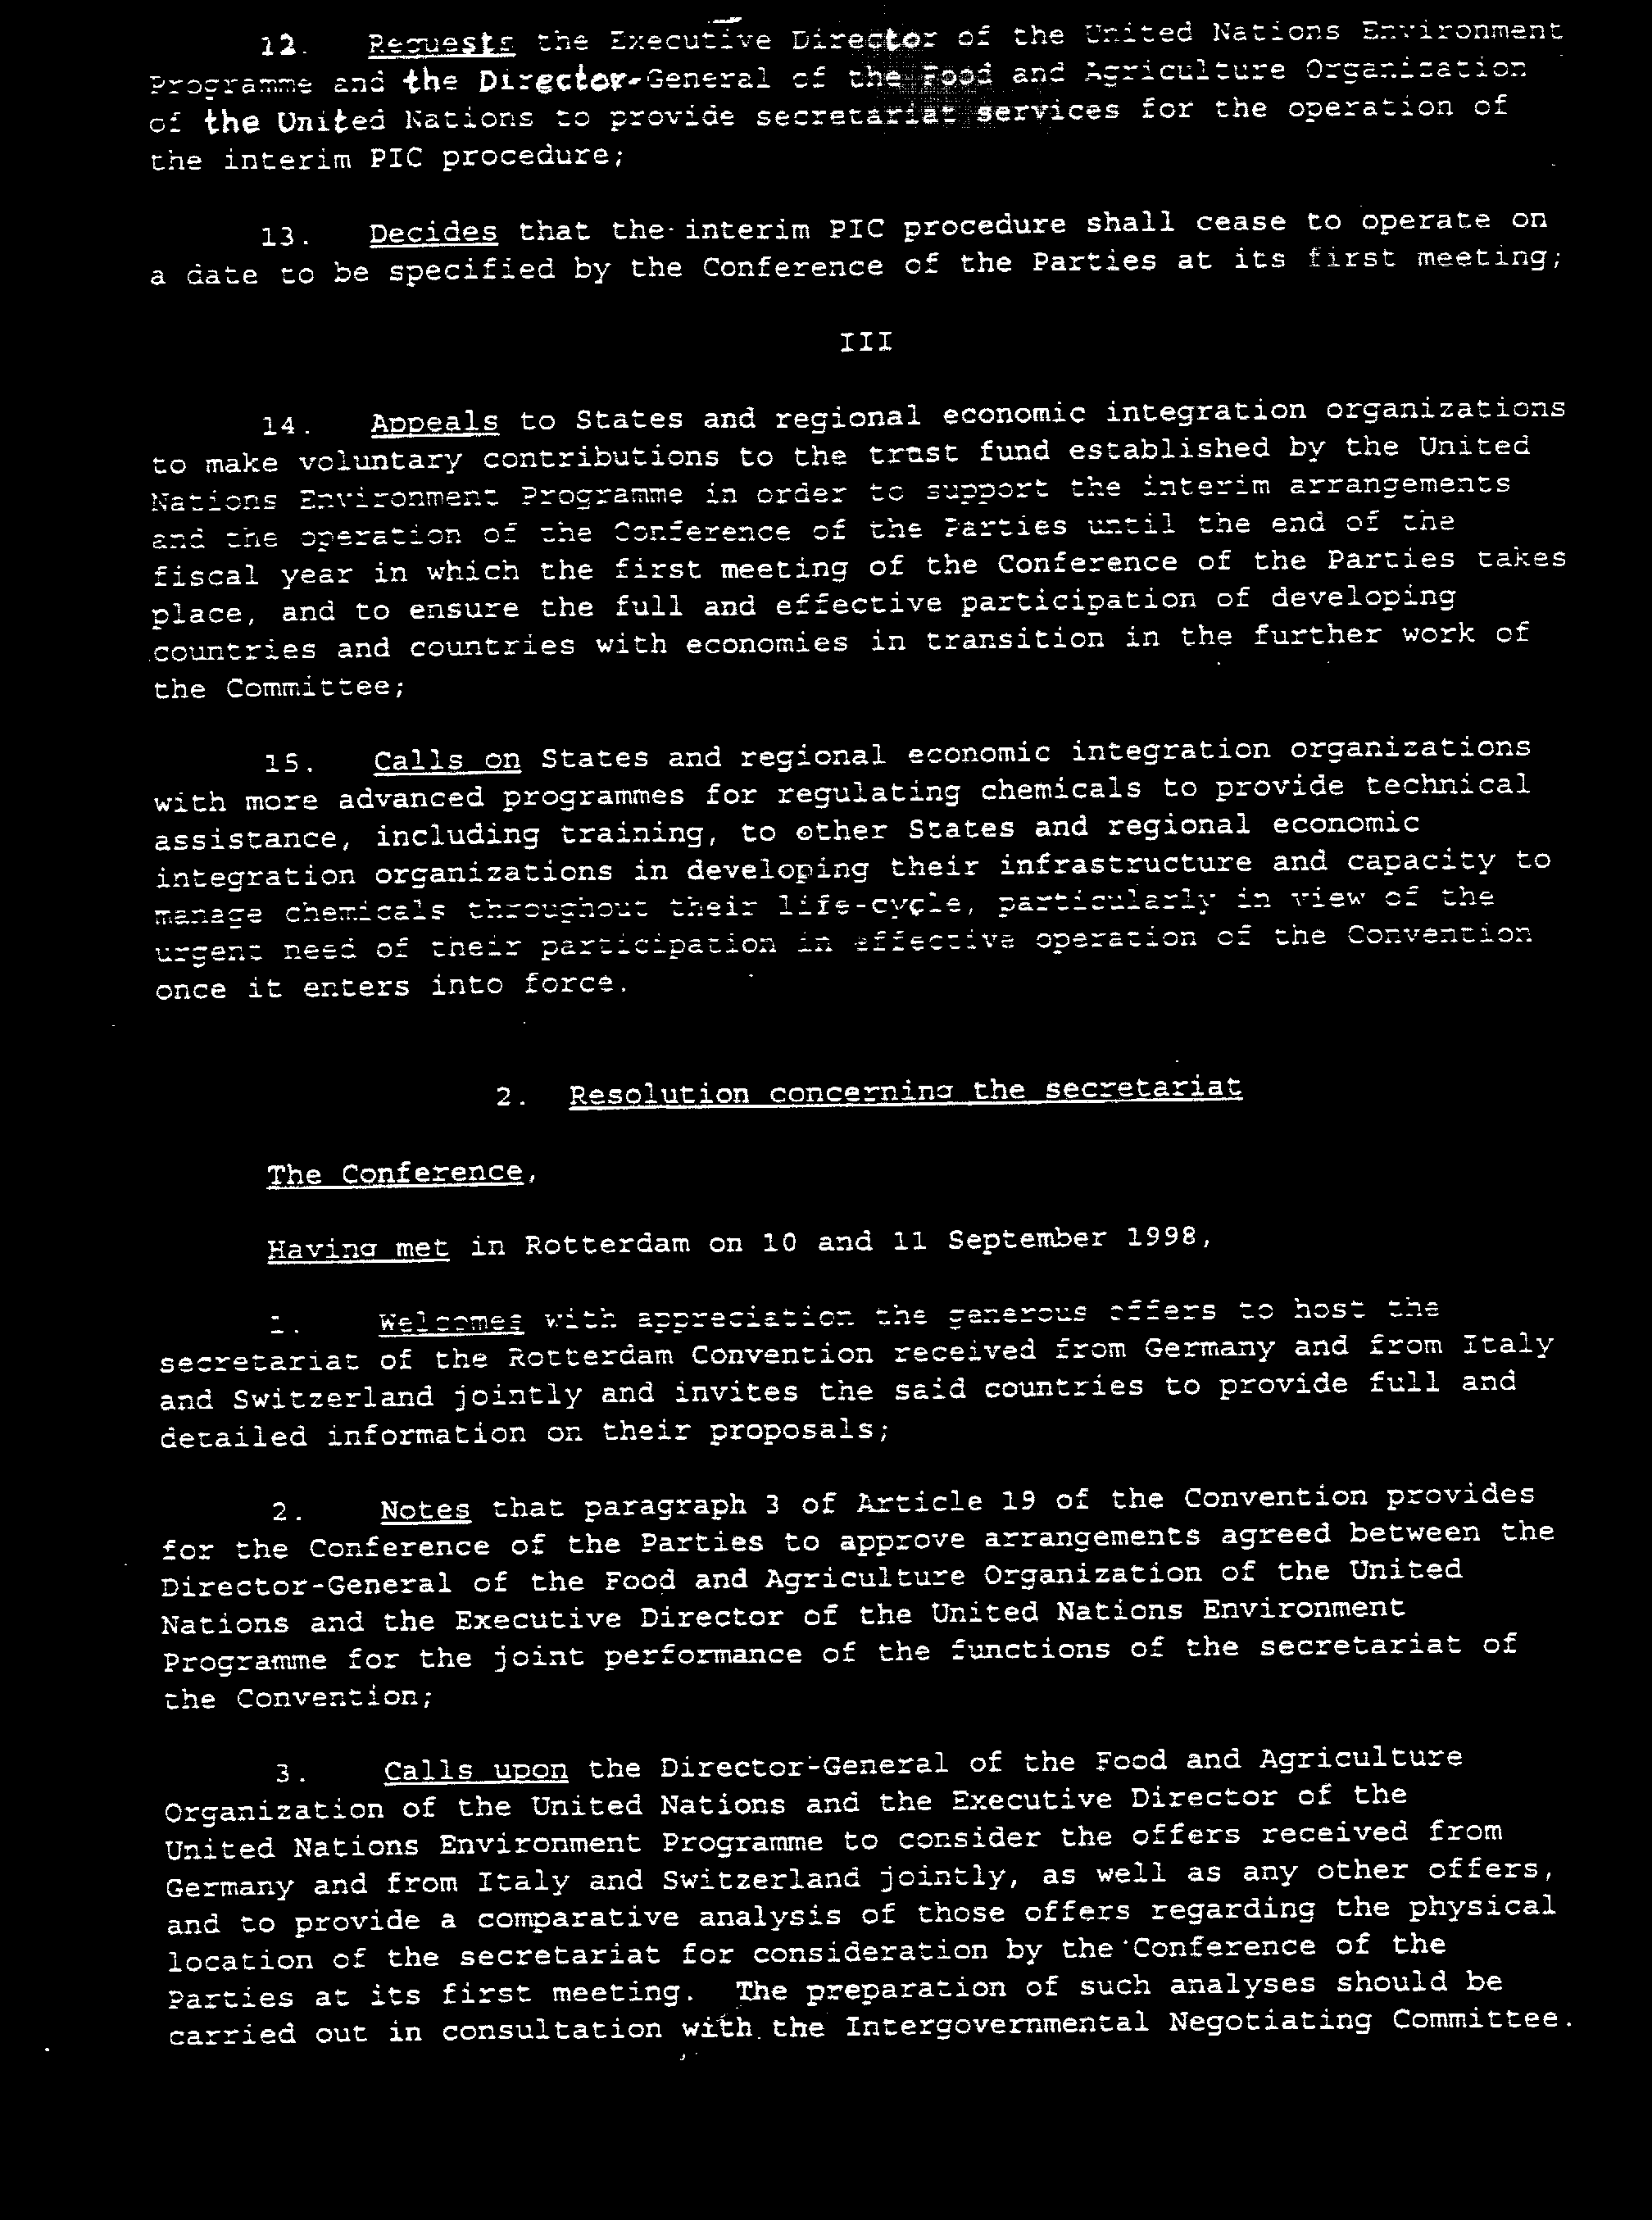 12. Requests the Executive Director of the United Nations Environment
Programme and the Director-General of the Food and Agriculture Organization
of the United Nations to provide secretariat services for the operation of
the interim PIC procedure;
13. Decides that the interim PIC procedure shall cease to operate on
a date to be specified by the Conference of the Parties at its first meeting;
III
14. Appeals to States and regional economic integration organizations
to make voluntary contributions to the trust fund established by the United
Nations Environment Programme in order to support the interim arrangements
and the operation of the Conference of the Parties until the end of the
fiscal year in which the first meeting of the Conference of the Parties takes
place, and to ensure the full and effective participation of developing
countries and countries with economies in transition in the further work of
the Committee;
15. Calls on States and regional economic integration organizations
with more advanced programmes for regulating chemicals to provide technical
assistance, including training, to other States and regional economic
integration organizations in developing their infrastructure and capacity to
manage chemicals throughout their life-cycle, particularly in view of the
urgent need of their participation in effective operation of the Convention
once it enters into force.
2. Resolution concerning the secretariat
The Conference,
Having met in Rotterdam on 10 and 11 September 1998,
1. Welcomes with appreciation the generous offers to host the
secretariat of the Rotterdam Convention received from Germany and from Italy
and Switzerland jointly and invites the said countries to provide full and
detailed information on their proposals;
2. Notes that paragraph 3 of Article 19 of the Convention provides
for the Conference of the Parties to approve arrangements agreed between the
Director-General of the Food and Agriculture Organization of the United
Nations and the Executive Director of the United Nations Environment
Programme for the joint performance of the functions of the secretariat of
the Convention;
3. Calls upon the Director-General of the Food and Agriculture
Organization of the United Nations and the Executive Director of the
United Nations Environment Programme to consider the offers received from
Germany and from Italy and Switzerland jointly, as well as any other offers,
and to provide a comparative analysis of those offers regarding the physical
location of the secretariat for consideration by the Conference of the
Parties at its first meeting. The preparation of such analyses should be
carried out in consultation with the Intergovernmental Negotiating Committee.